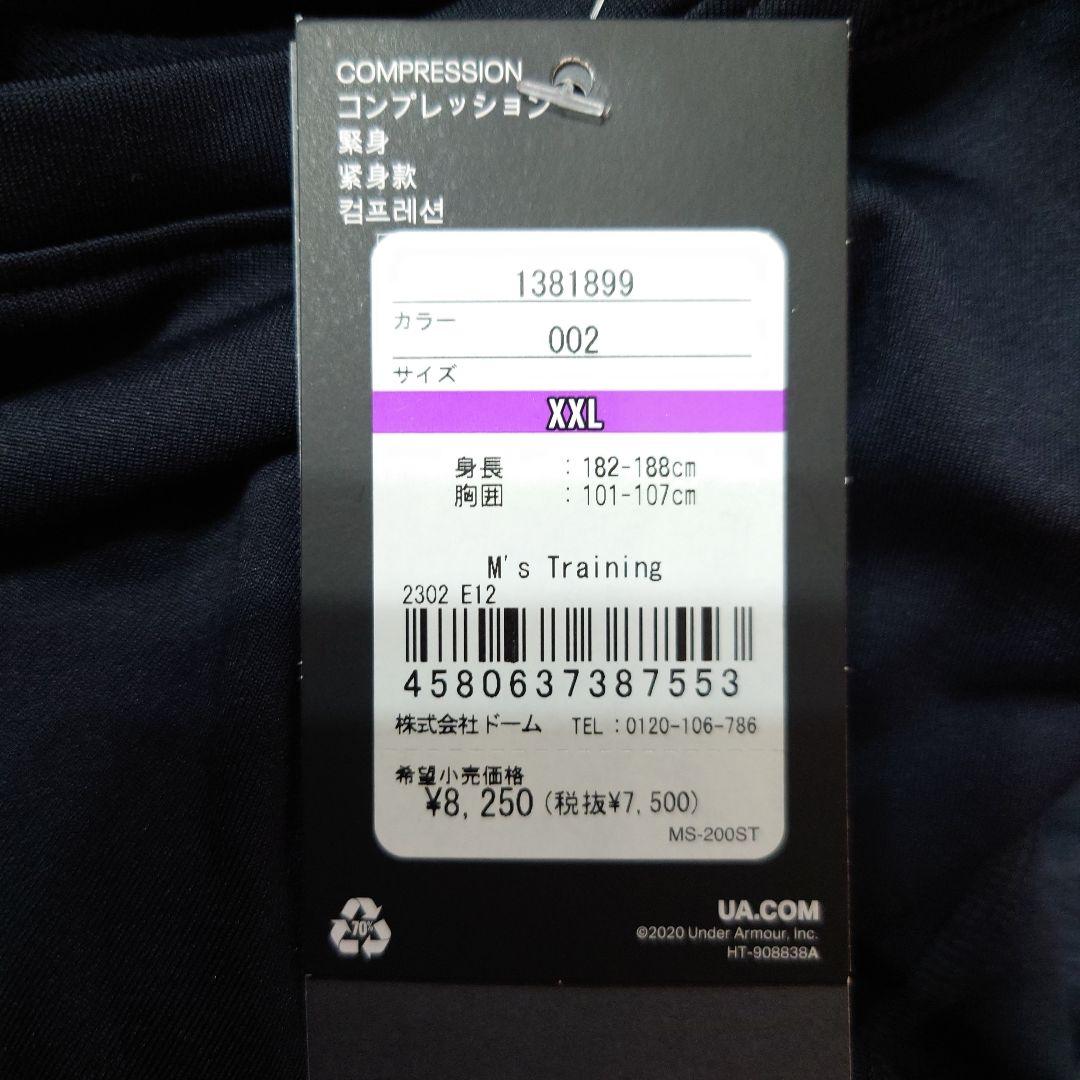 COMPRESSION
コンプレッション
緊身
紧身款
컴프레션
1381899
カラー
002
サイズ
XXL
身長 : 182-188cm
胸囲 : 101-107cm
M's Training
2302 E12
4580637387553
株式会社ドーム TEL:0120-106-786
希望小売価格
¥8,250(税抜¥7,500)
MS-200ST
70%
UA.COM
©2020 Under Armour, Inc.
HT-908838A